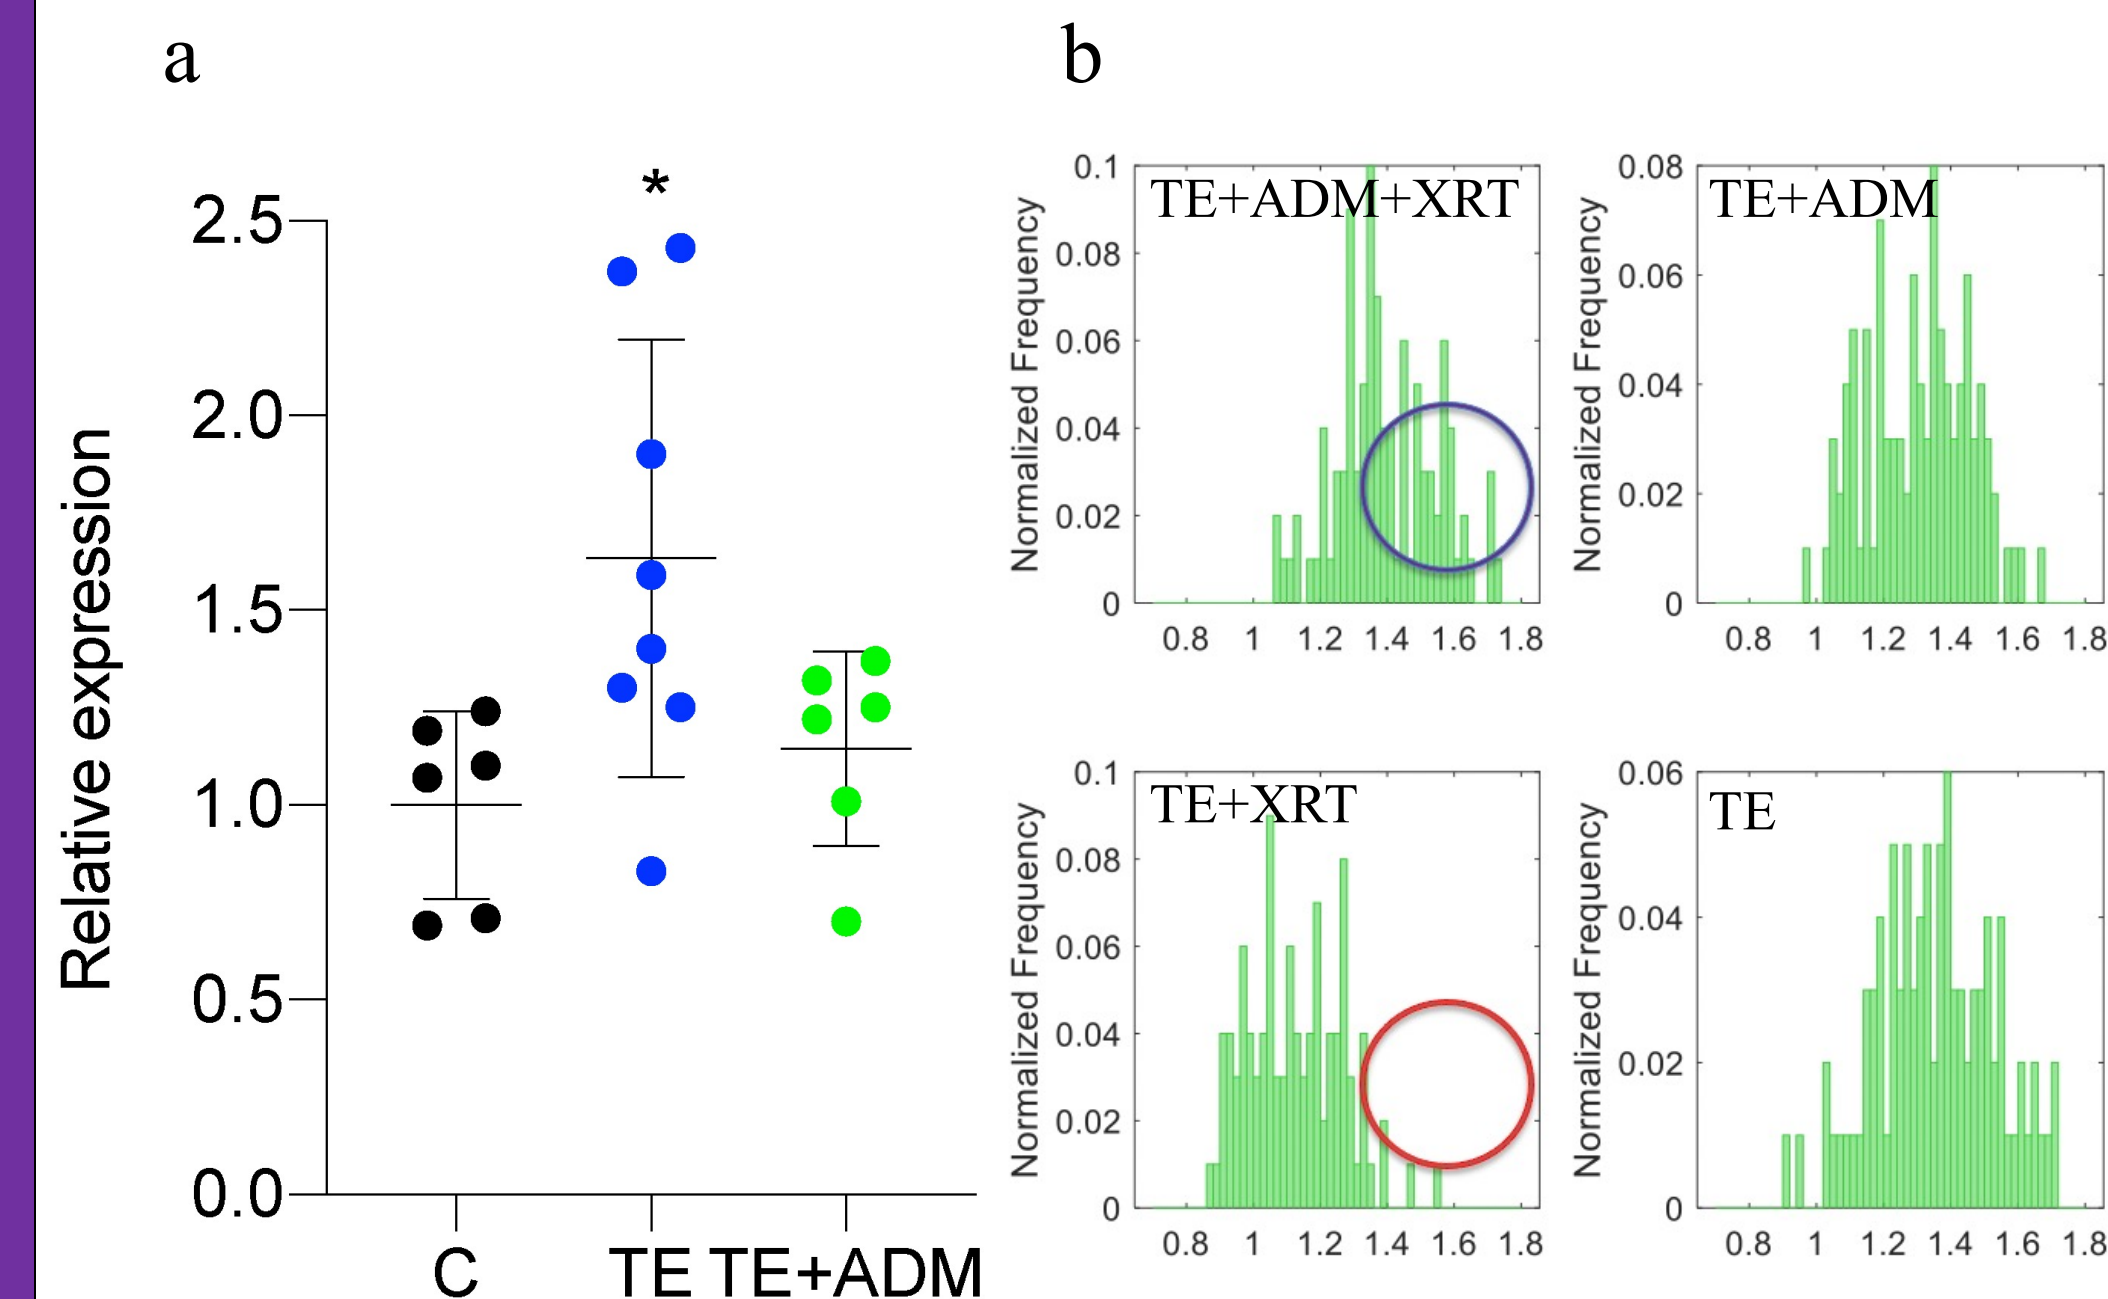 a
*
Relative expression
2.5
2.0
1.5
1.0
0.5
0.0
C TE TE+ADM
b
TE+ADM+XRT
Normalized Frequency
0.1
0.08
0.06
0.04
0.02
0
0.8 1 1.2 1.4 1.6 1.8
TE+ADM
Normalized Frequency
0.08
0.06
0.04
0.02
0
0.8 1 1.2 1.4 1.6 1.8
TE+XRT
Normalized Frequency
0.1
0.08
0.06
0.04
0.02
0
0.8 1 1.2 1.4 1.6 1.8
TE
Normalized Frequency
0.06
0.04
0.02
0
0.8 1 1.2 1.4 1.6 1.8